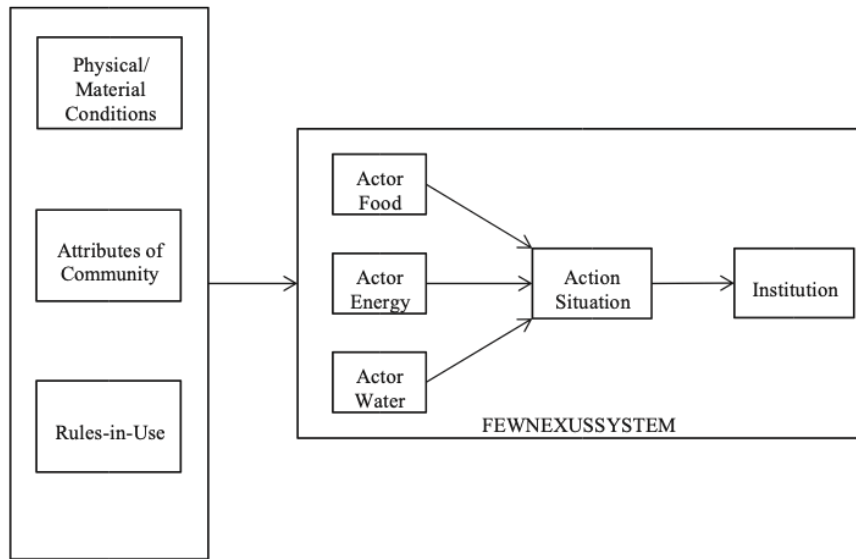 Physical/
Material
Conditions
Attributes of
Community
Rules-in-Use
Actor
Food
Actor
Energy
Actor
Water
Action
Situation
Institution
FEWNEXUSSYSTEM